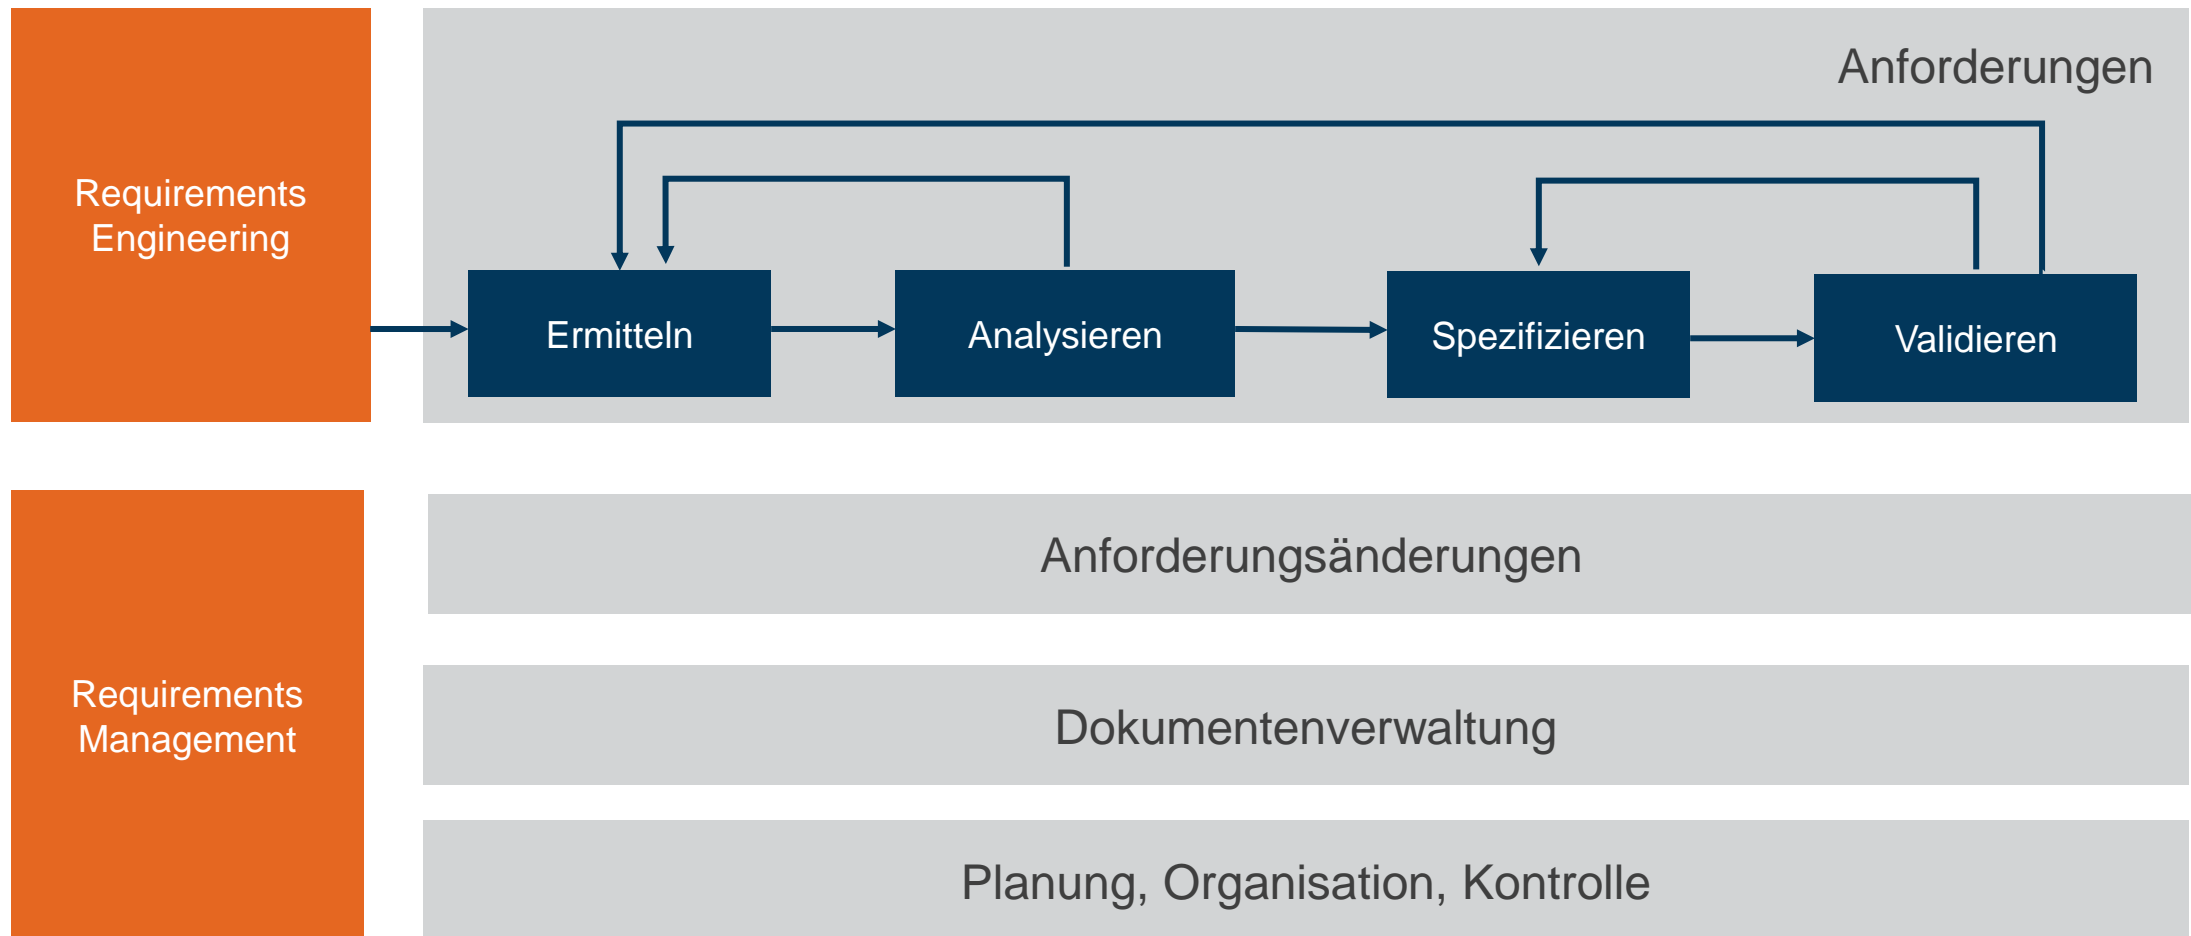 Requirements
Engineering
Anforderungen
Ermitteln
Analysieren
Spezifizieren
Validieren
Requirements
Management
Anforderungsänderungen
Dokumentenverwaltung
Planung, Organisation, Kontrolle